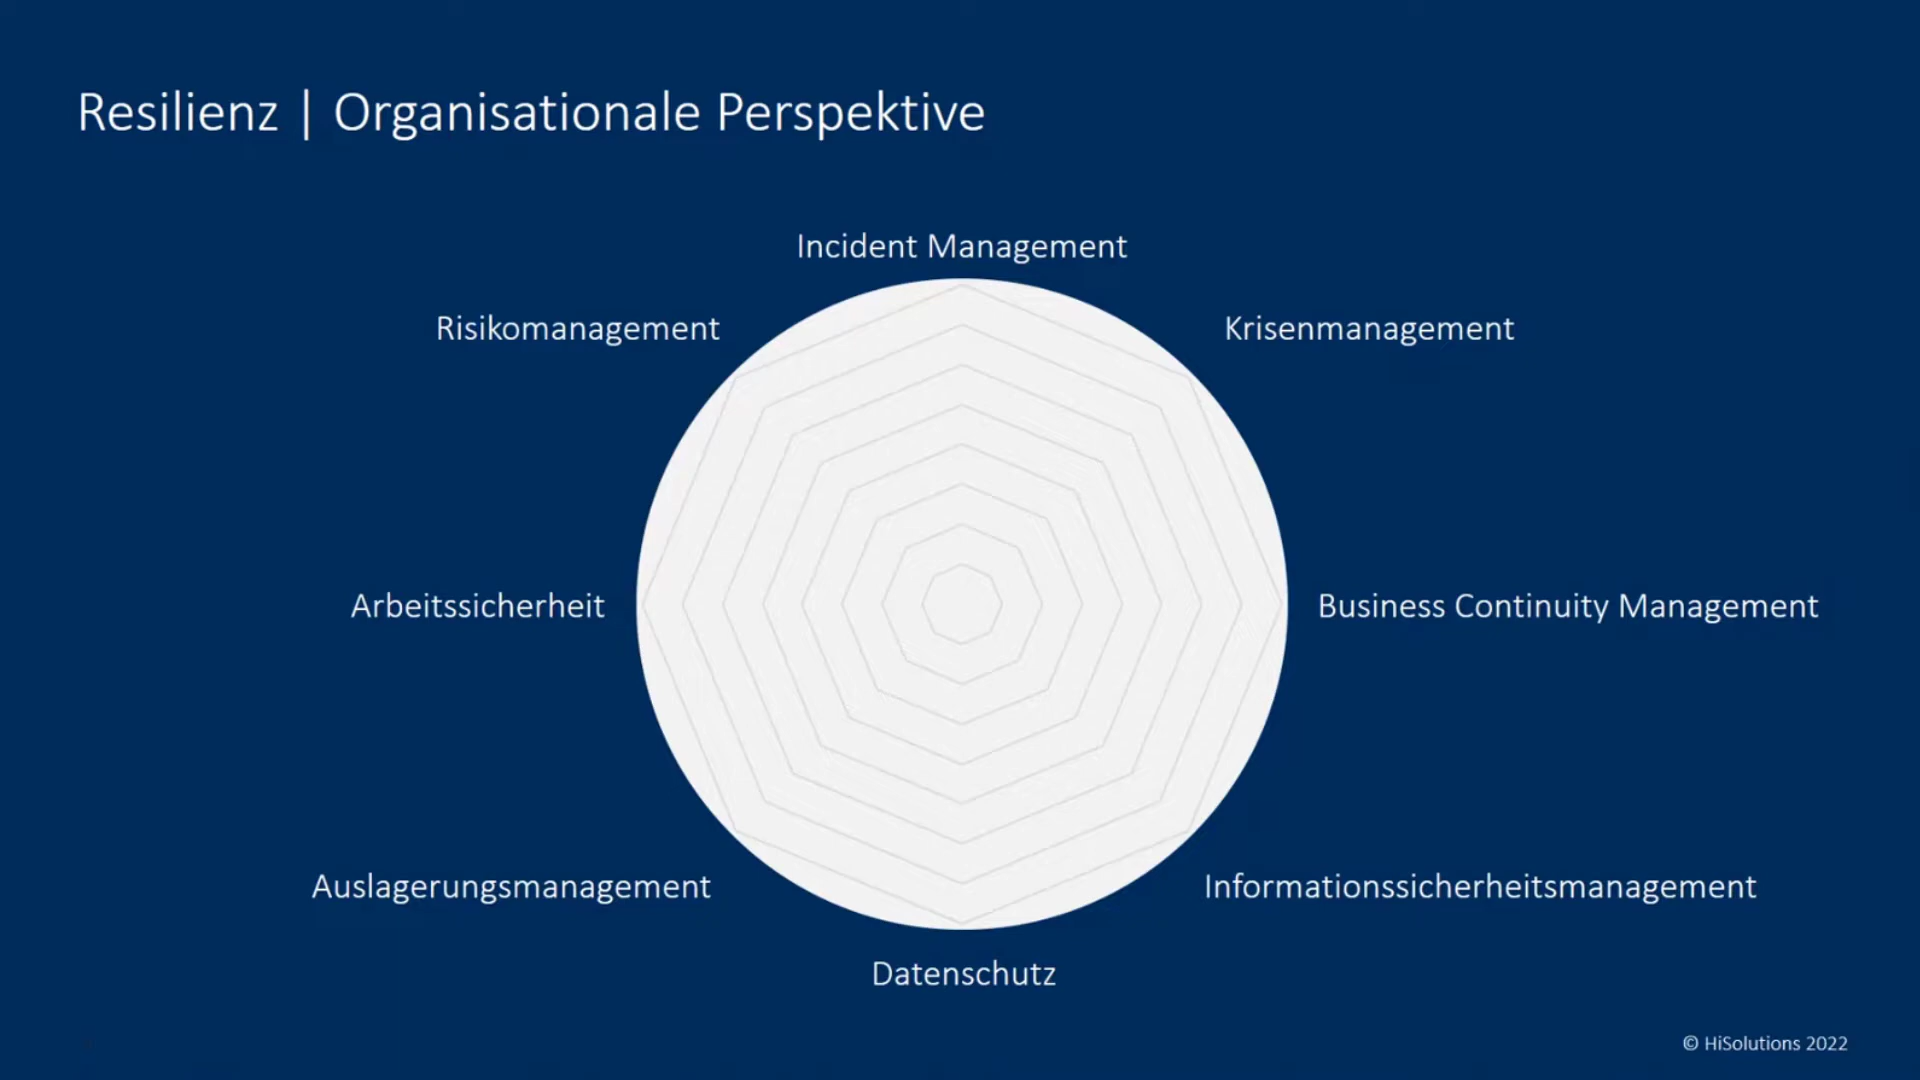 Resilienz | Organisationale Perspektive
Incident Management
Risikomanagement
Krisenmanagement
Arbeitssicherheit
Business Continuity Management
Auslagerungsmanagement
Informationssicherheitsmanagement
Datenschutz
© HiSolutions 2022